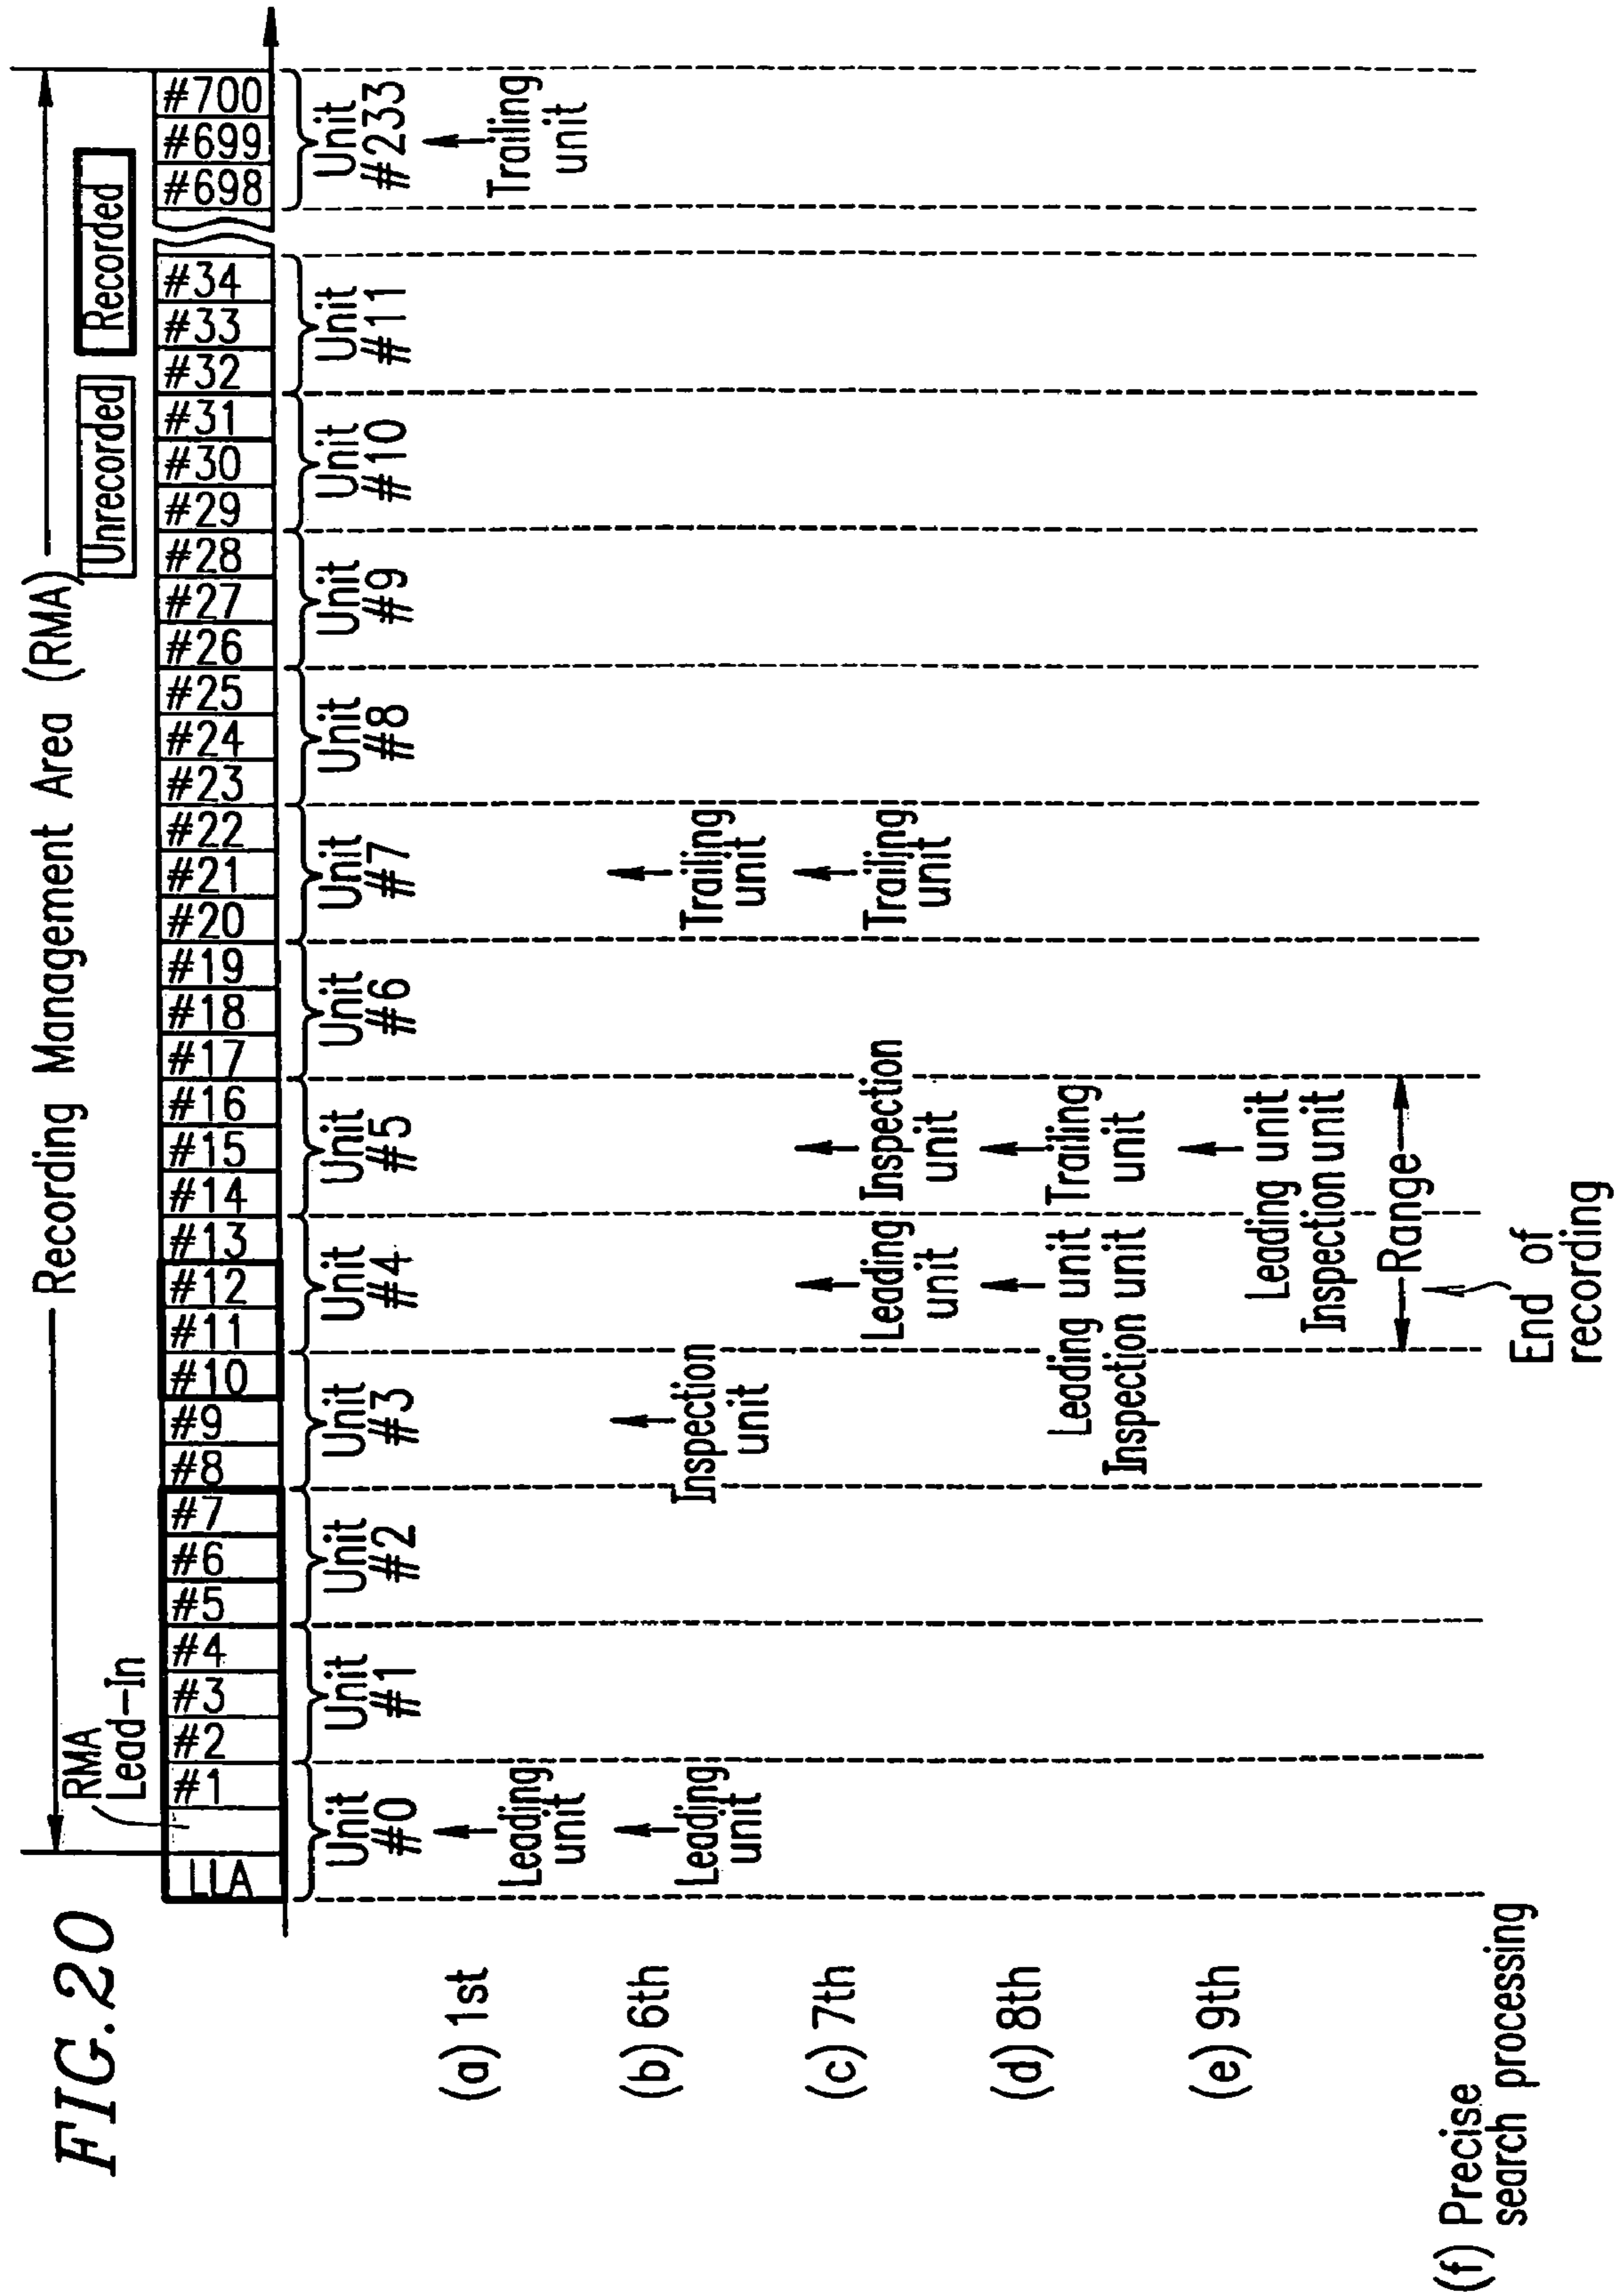 FIG.20
Recording Management Area (RMA)
RMA
Lead-In
Unrecorded
Recorded
LLA
#1
#2
#3
#4
#5
#6
#7
#8
#9
#10
#11
#12
#13
#14
#15
#16
#17
#18
#19
#20
#21
#22
#23
#24
#25
#26
#27
#28
#29
#30
#31
#32
#33
#34
#698
#699
#700
Unit
#0
Unit
#1
Unit
#2
Unit
#3
Unit
#4
Unit
#5
Unit
#6
Unit
#7
Unit
#8
Unit
#9
Unit
#10
Unit
#11
Unit
#233
(a) 1st
Leading
unit
Trailing
unit
(b) 6th
Leading
unit
Inspection
unit
Trailing
unit
(c) 7th
Leading
unit
Inspection
unit
Trailing
unit
(d) 8th
Leading unit
Inspection unit
Trailing
unit
(e) 9th
Leading unit
Inspection unit
(f) Precise
search processing
Range
End of
recording